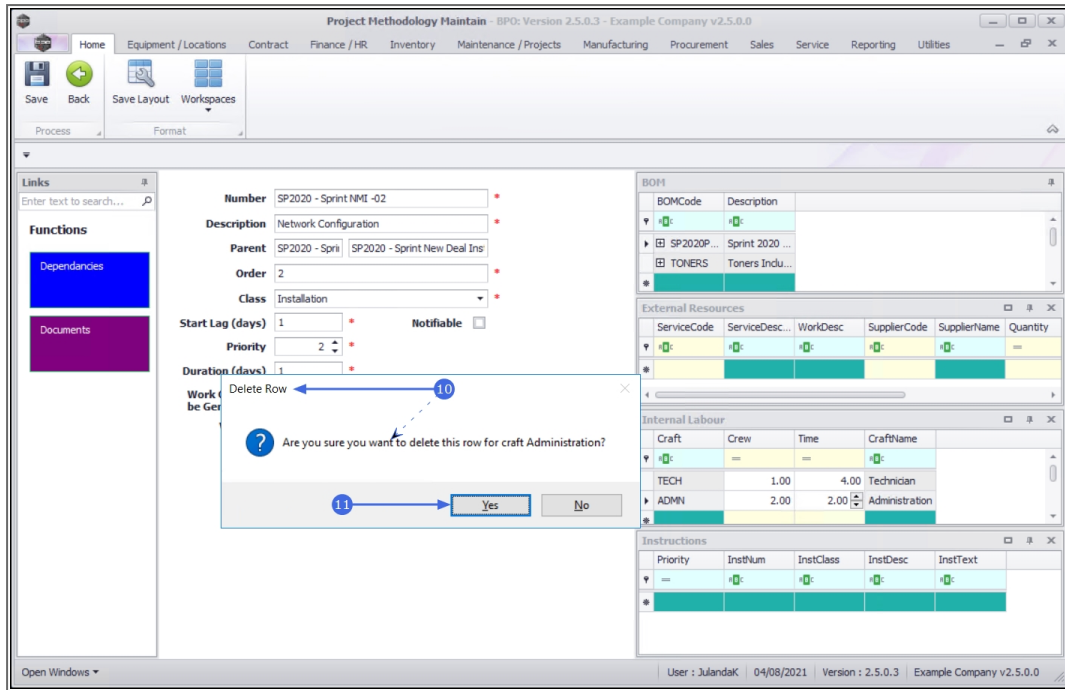 Project Methodology Maintain - BPO: Version 2.5.0.3 - Example Company v2.5.0.0
Home Equipment / Locations Contract Finance / HR Inventory Maintenance / Projects Manufacturing Procurement Sales Service Reporting Utilities
Save Back Save Layout Workspaces
Process Format
Links
Enter text to search...
Functions
Dependancies
Documents
Number SP2020 - Sprint NMI -02 *
Description Network Configuration *
Parent SP2020 - Spri SP2020 - Sprint New Deal Ins
Order 2 *
Class Installation *
Start Lag (days) 1 * Notifiable
Priority 2 *
Duration (days) 1 *
Work
be Ger
Delete Row 10
Are you sure you want to delete this row for craft Administration?
11 Yes No
BOM
BOMCode Description
SP2020P... Sprint 2020 ...
TONERS Toners Inclu...
External Resources
ServiceCode ServiceDesc... WorkDesc SupplierCode SupplierName Quantity
=
Internal Labour
Craft Crew Time CraftName
= =
TECH 1.00 4.00 Technician
ADMN 2.00 2.00 Administration
Instructions
Priority InstNum InstClass InstDesc InstText
=
Open Windows User : JulandaK 04/08/2021 Version : 2.5.0.3 Example Company v2.5.0.0